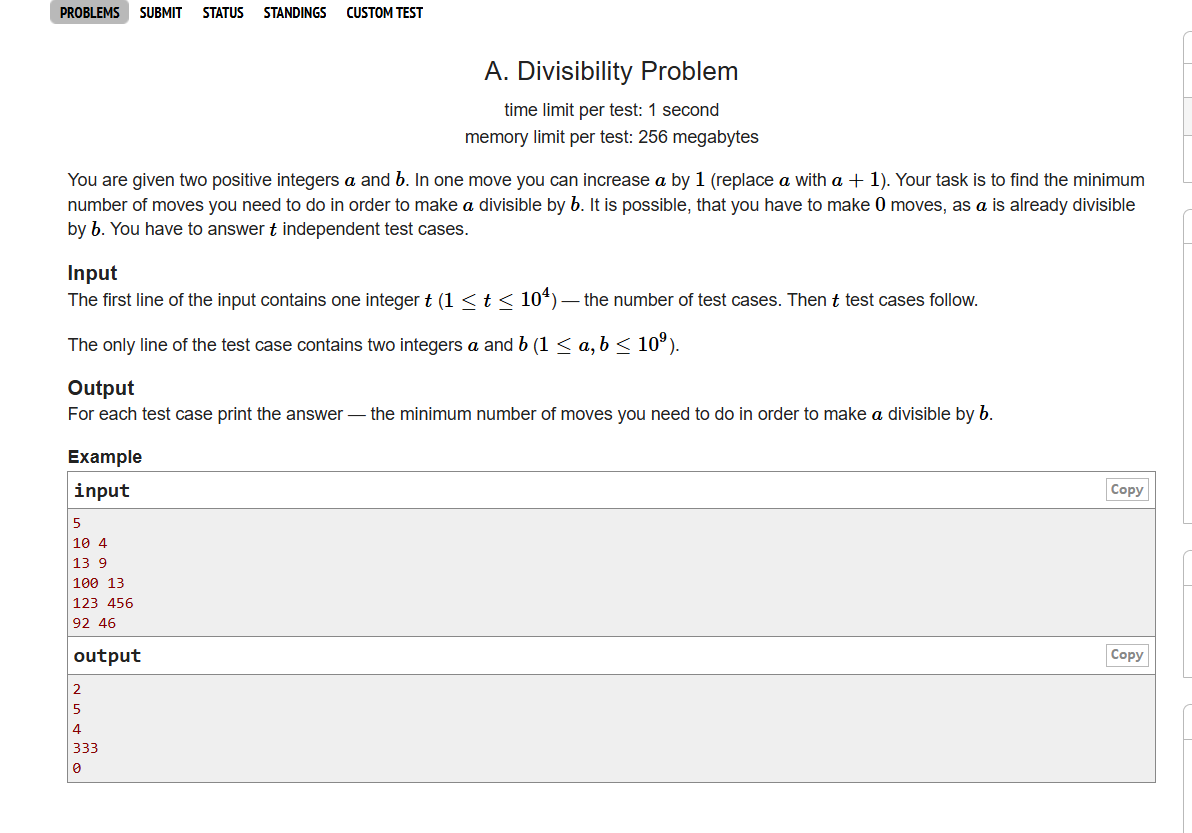 PROBLEMS SUBMIT STATUS STANDINGS CUSTOM TEST
A. Divisibility Problem
time limit per test: 1 second
memory limit per test: 256 megabytes
You are given two positive integers a and b. In one move you can increase a by 1 (replace a with a + 1). Your task is to find the minimum
number of moves you need to do in order to make a divisible by b. It is possible, that you have to make 0 moves, as a is already divisible
by b. You have to answer t independent test cases.
Input
The first line of the input contains one integer t (1 ≤ t ≤ 10⁴) — the number of test cases. Then t test cases follow.
The only line of the test case contains two integers a and b (1 ≤ a, b ≤ 10⁹).
Output
For each test case print the answer — the minimum number of moves you need to do in order to make a divisible by b.
Example
input Copy
5
10 4
13 9
100 13
123 456
92 46
output Copy
2
5
4
333
0